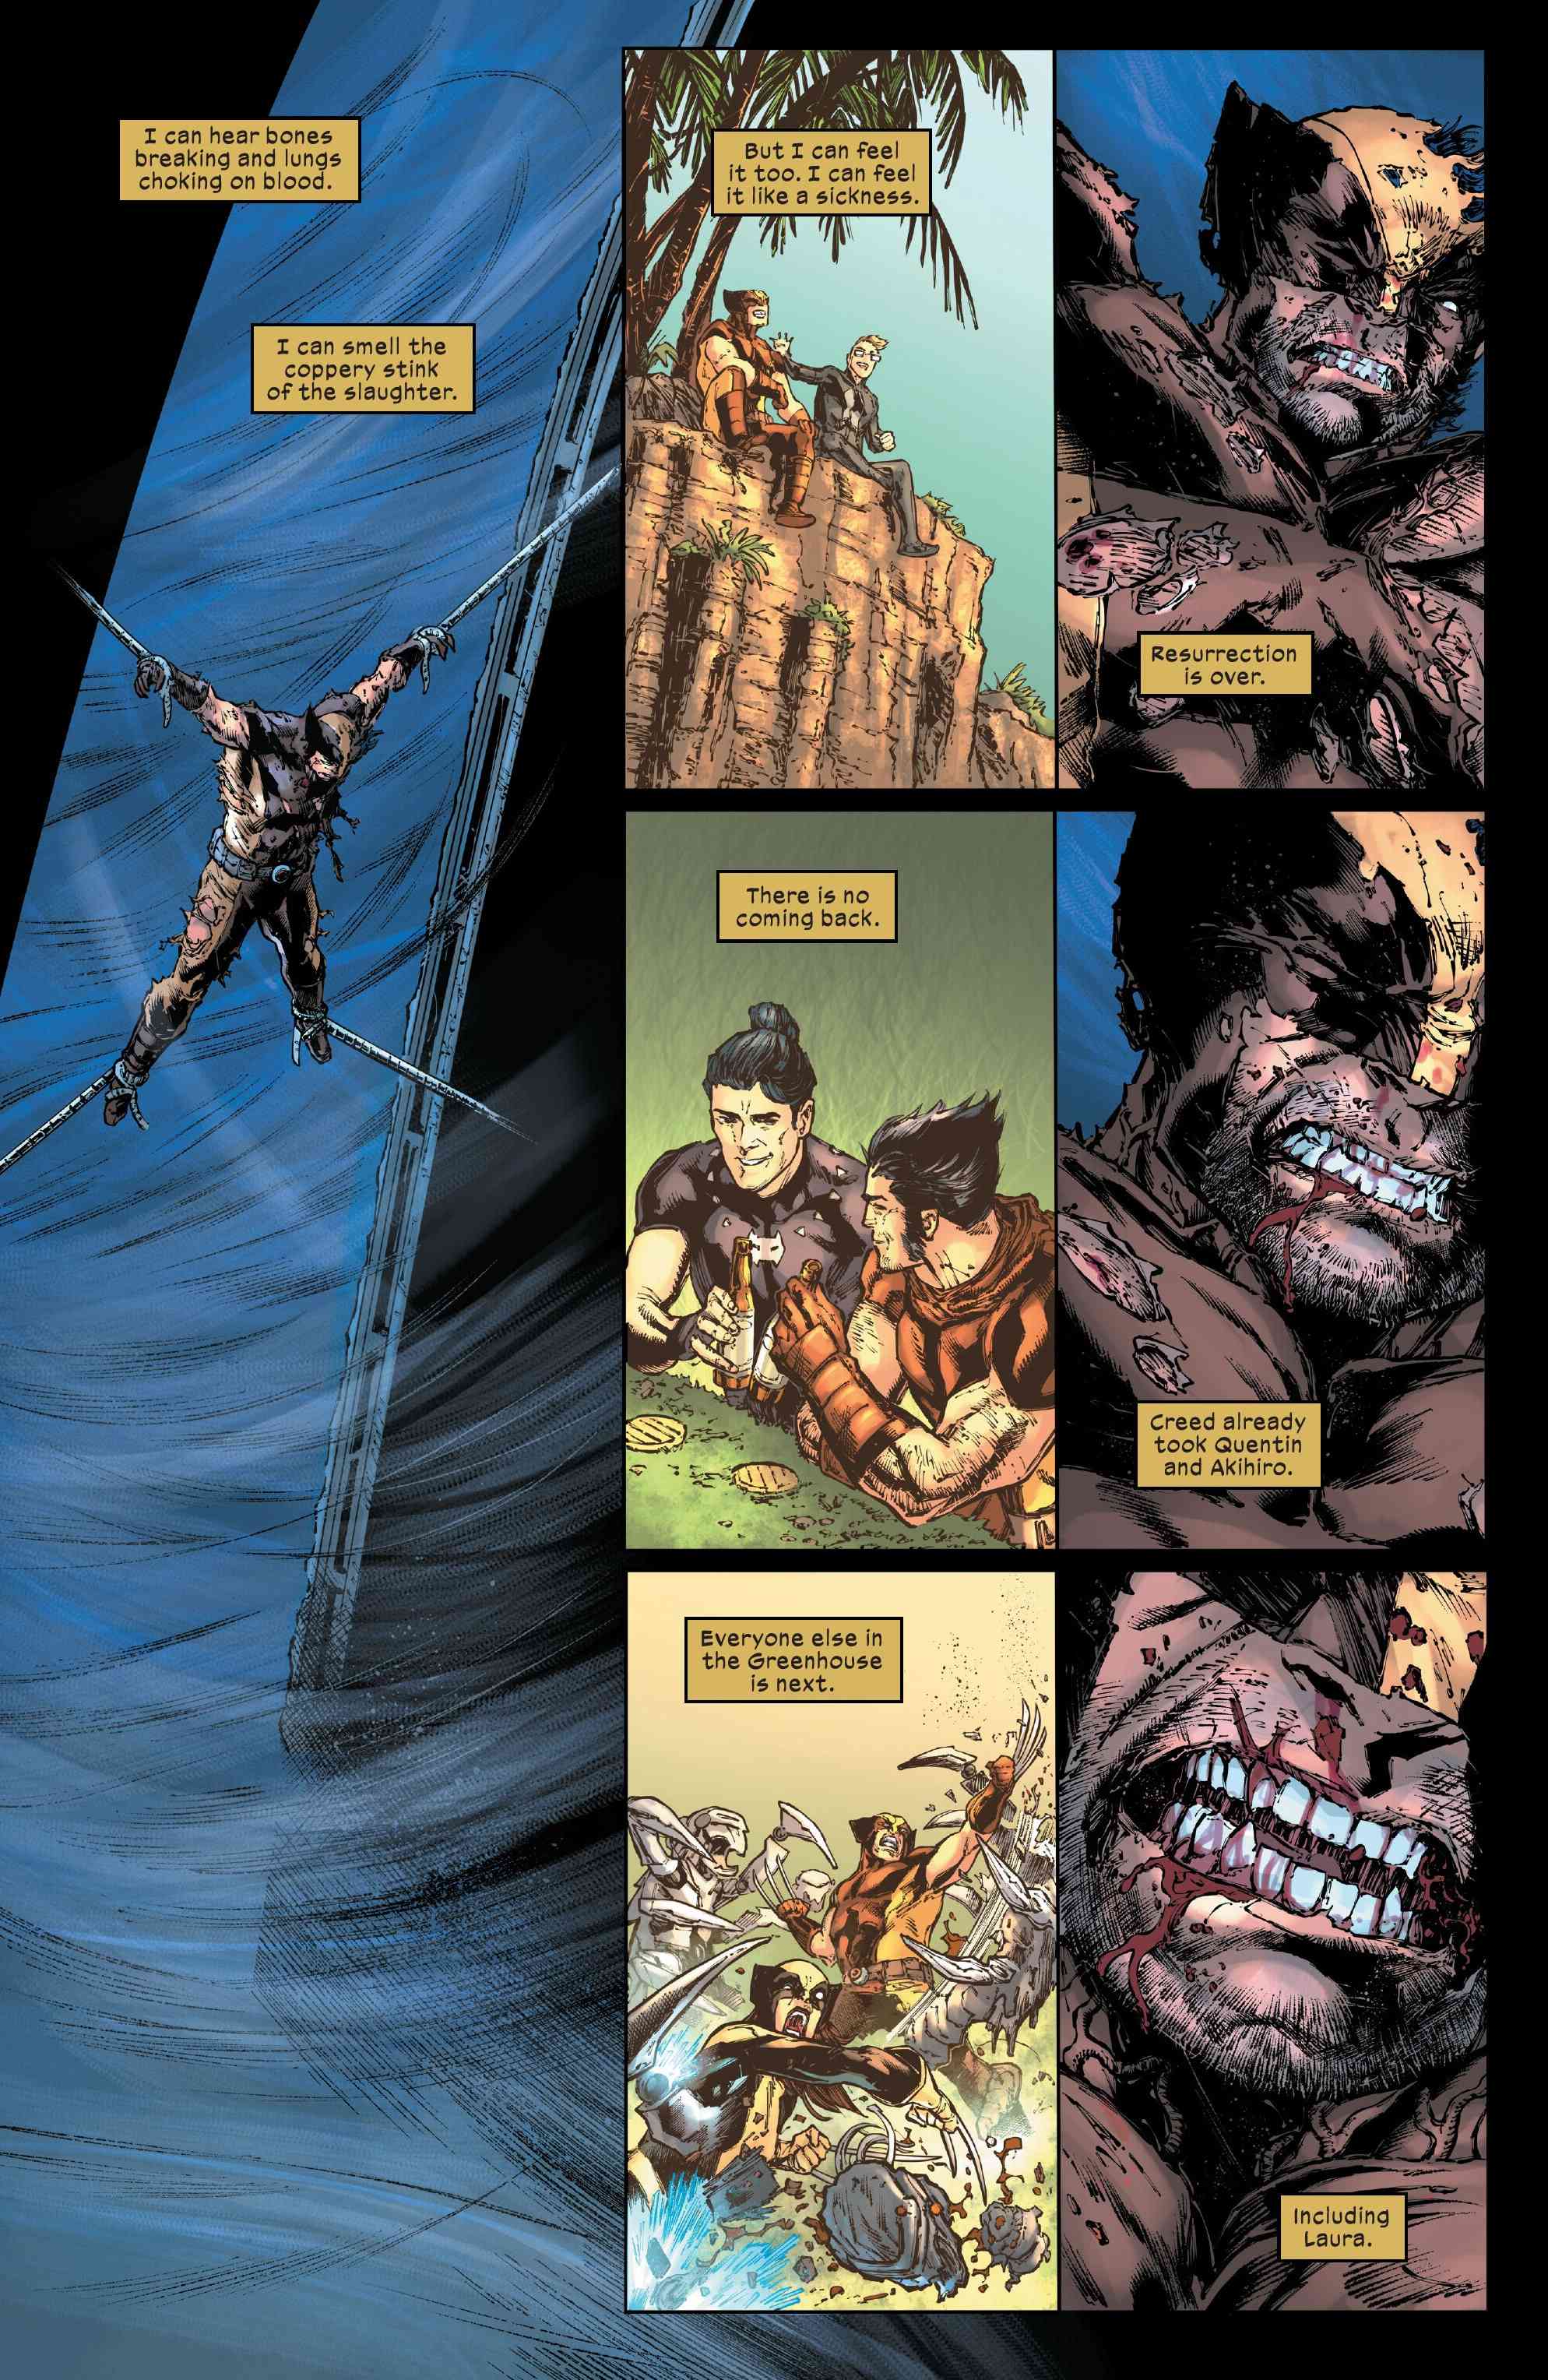 I can hear bones
breaking and lungs
choking on blood.
I can smell the
coppery stink
of the slaughter.
But I can feel
it too. I can feel
it like a sickness.
Resurrection
is over.
There is no
coming back.
Creed already
took Quentin
and Akihiro.
Everyone else in
the Greenhouse
is next.
Including
Laura.